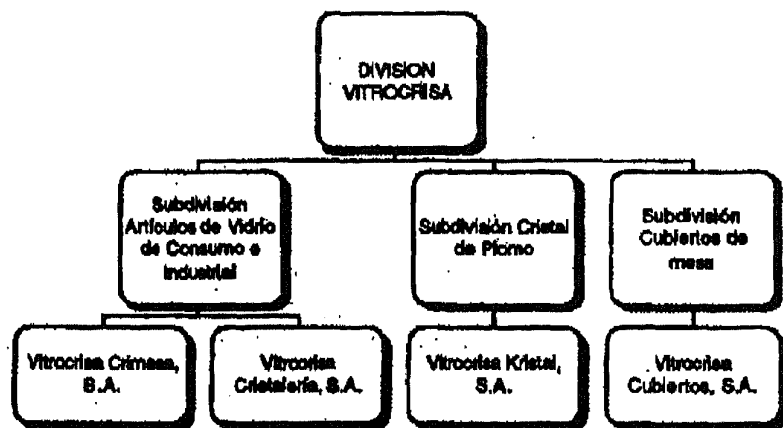 DIVISION
VITROCRISA
Subdivisión
Artículos de Vidrio
de Consumo e
Industrial
Subdivisión Cristal
de Plomo
Subdivisión
Cubiertos de
mesa
Vitrocrisa Crimesa,
S.A.
Vitrocrisa
Cristalería, S.A.
Vitrocrisa Kristal,
S.A.
Vitrocrisa
Cubiertos, S.A.